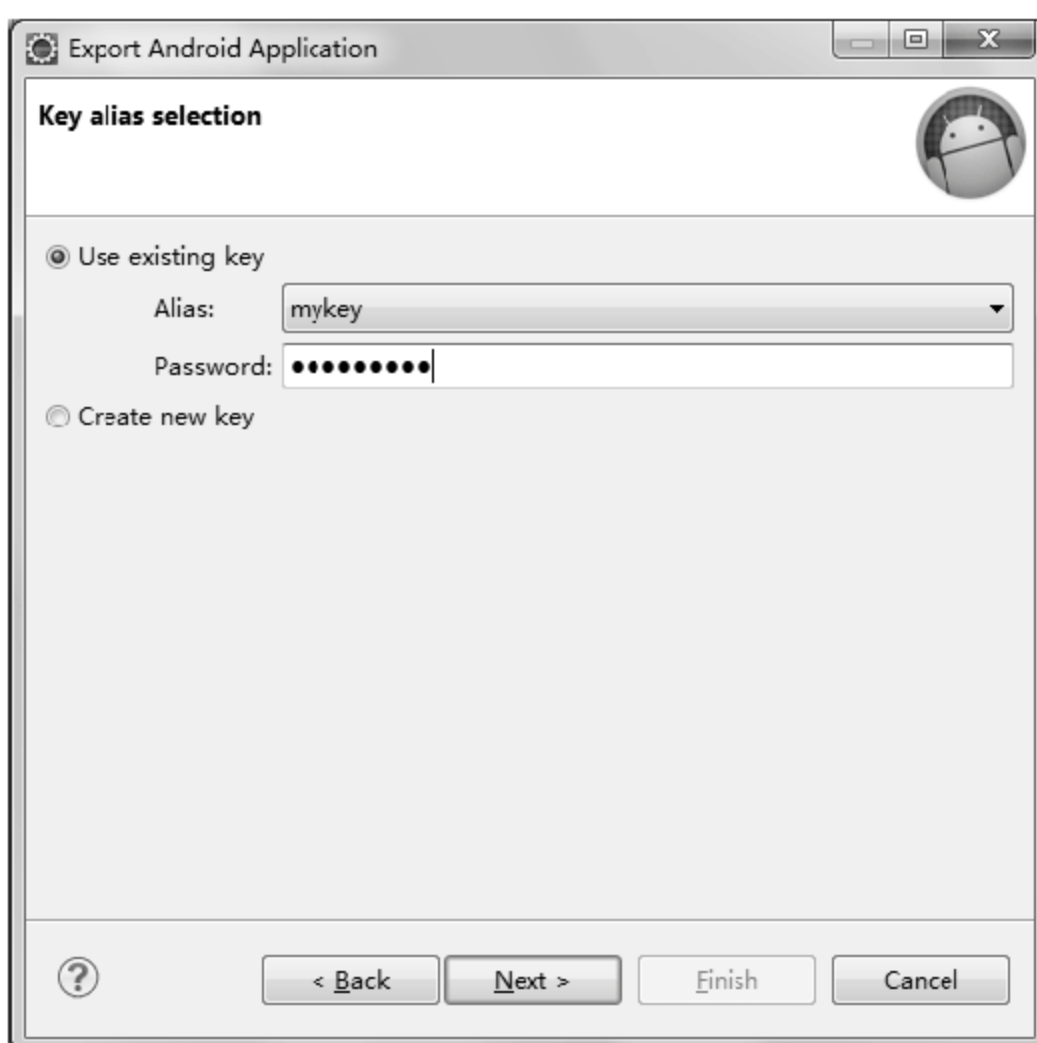 Export Android Application
Key alias selection
Use existing key
Alias: mykey
Password: •••••••••
Create new key
? < Back Next > Finish Cancel